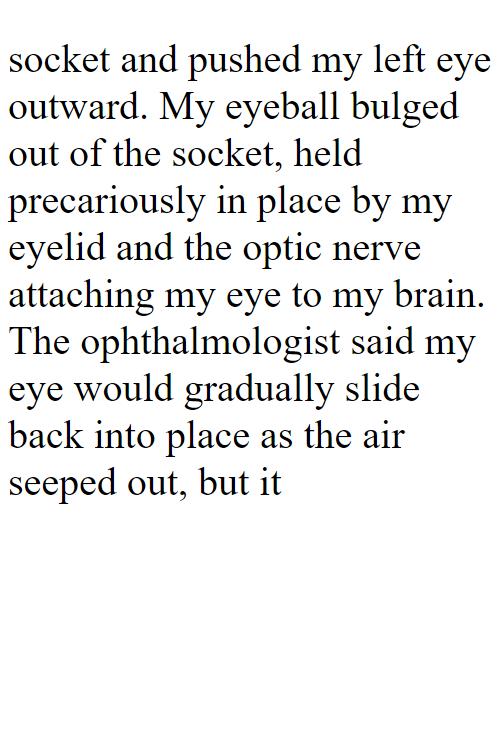 socket and pushed my left eye
outward. My eyeball bulged
out of the socket, held
precariously in place by my
eyelid and the optic nerve
attaching my eye to my brain.
The ophthalmologist said my
eye would gradually slide
back into place as the air
seeped out, but it